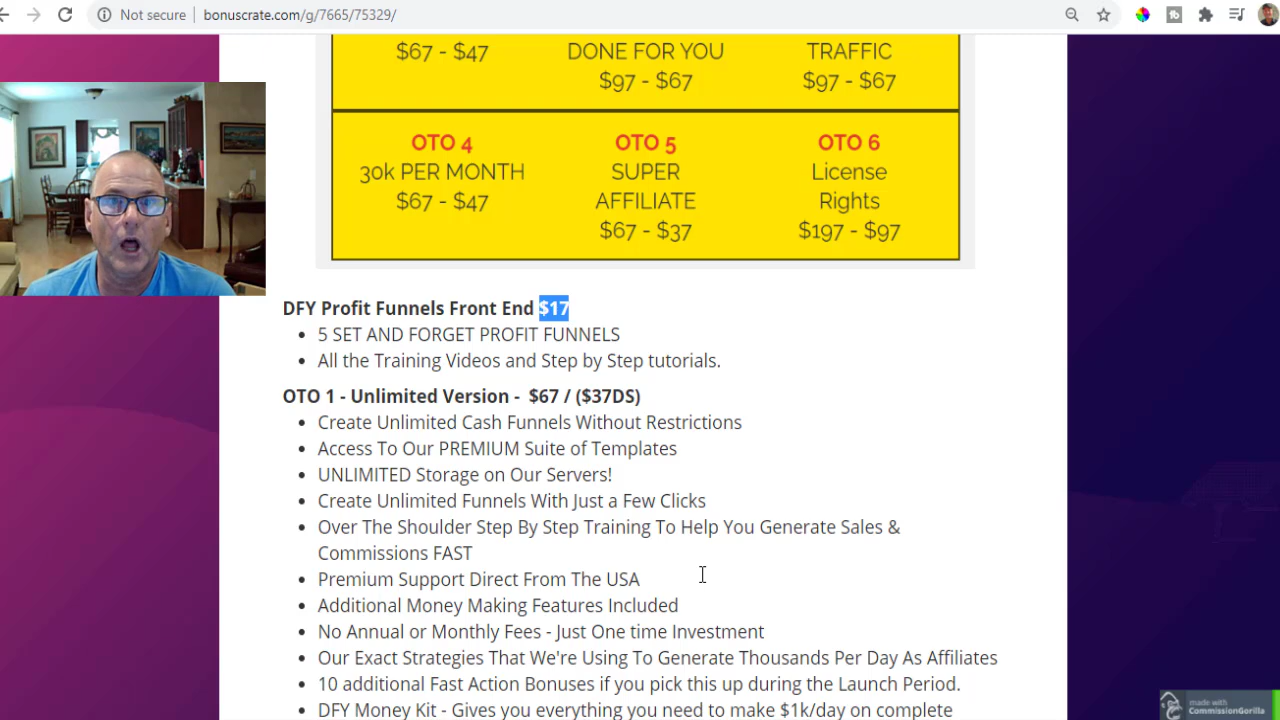 Not secure bonuscrate.com/g/7665/75329/
$67 - $47 DONE FOR YOU TRAFFIC
$97 - $67 $97 - $67
OTO 4 OTO 5 OTO 6
30k PER MONTH SUPER License
$67 - $47 AFFILIATE Rights
$67 - $37 $197 - $97
DFY Profit Funnels Front End $17
• 5 SET AND FORGET PROFIT FUNNELS
• All the Training Videos and Step by Step tutorials.
OTO 1 - Unlimited Version - $67 / ($37DS)
• Create Unlimited Cash Funnels Without Restrictions
• Access To Our PREMIUM Suite of Templates
• UNLIMITED Storage on Our Servers!
• Create Unlimited Funnels With Just a Few Clicks
• Over The Shoulder Step By Step Training To Help You Generate Sales &
Commissions FAST
• Premium Support Direct From The USA
• Additional Money Making Features Included
• No Annual or Monthly Fees - Just One time Investment
• Our Exact Strategies That We're Using To Generate Thousands Per Day As Affiliates
• 10 additional Fast Action Bonuses if you pick this up during the Launch Period.
• DFY Money Kit - Gives you everything you need to make $1k/day on complete
made with
CommissionGorilla